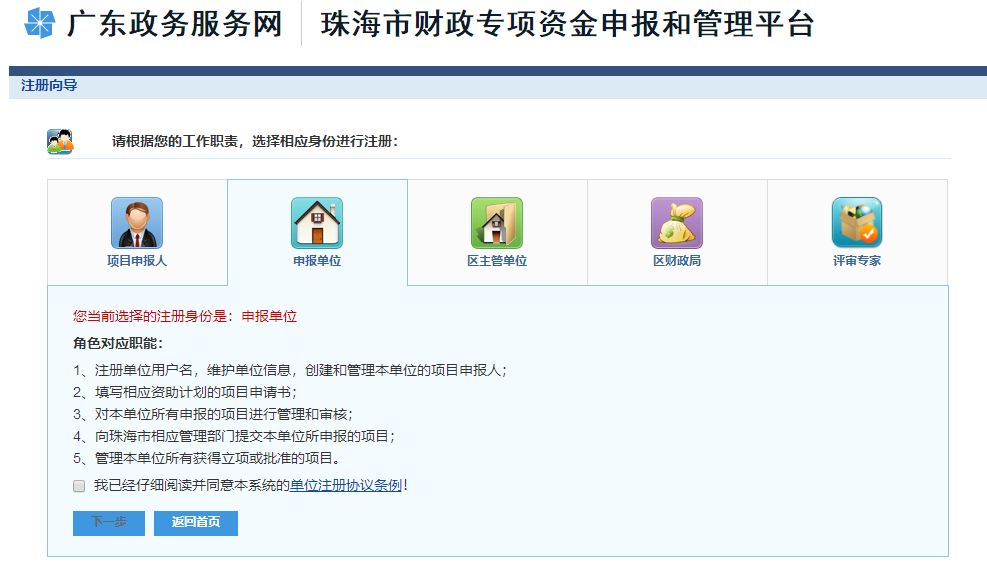 广东政务服务网 珠海市财政专项资金申报和管理平台
注册向导
请根据您的工作职责，选择相应身份进行注册：
项目申报人 申报单位 区主管单位 区财政局 评审专家
您当前选择的注册身份是：申报单位
角色对应职能：
1、注册单位用户名，维护单位信息，创建和管理本单位的项目申报人；
2、填写相应资助计划的项目申请书；
3、对本单位所有申报的项目进行管理和审核；
4、向珠海市相应管理部门提交本单位所申报的项目；
5、管理本单位所有获得立项或批准的项目。
我已经仔细阅读并同意本系统的单位注册协议条例！
下一步 返回首页